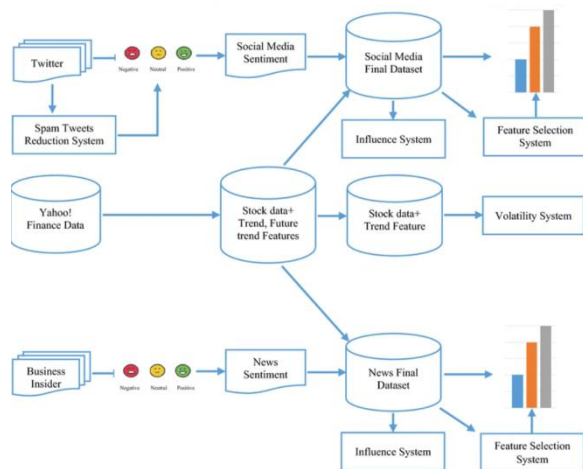 Twitter
Negative
Neutral
Positive
Social Media
Sentiment
Social Media
Final Dataset
Spam Tweets
Reduction System
Influence System
Feature Selection
System
Yahoo!
Finance Data
Stock data+
Trend, Future
trend Features
Stock data+
Trend Feature
Volatility System
Business
Insider
Negative
Neutral
Positive
News
Sentiment
News Final
Dataset
Influence System
Feature Selection
System